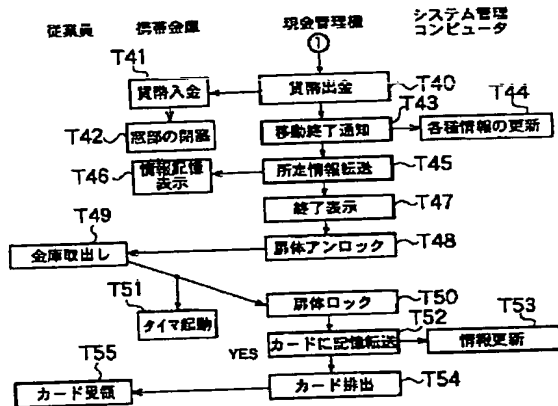 従業員 携帯金庫 現金管理機 システム管理
コンピュータ
①
T41 T40
貨幣入金 貨幣出金
T43 T44
T42 窓部の閉塞 移動終了通知 各種情報の更新
T46 情報記憶
表示 所定情報転送 T45
終了表示 T47
T49
金庫取出し 扉体アンロック T48
T51 扉体ロック T50
タイマ起動 T52 T53
YES カードに記憶転送 情報更新
T55
カード受領 カード排出 T54